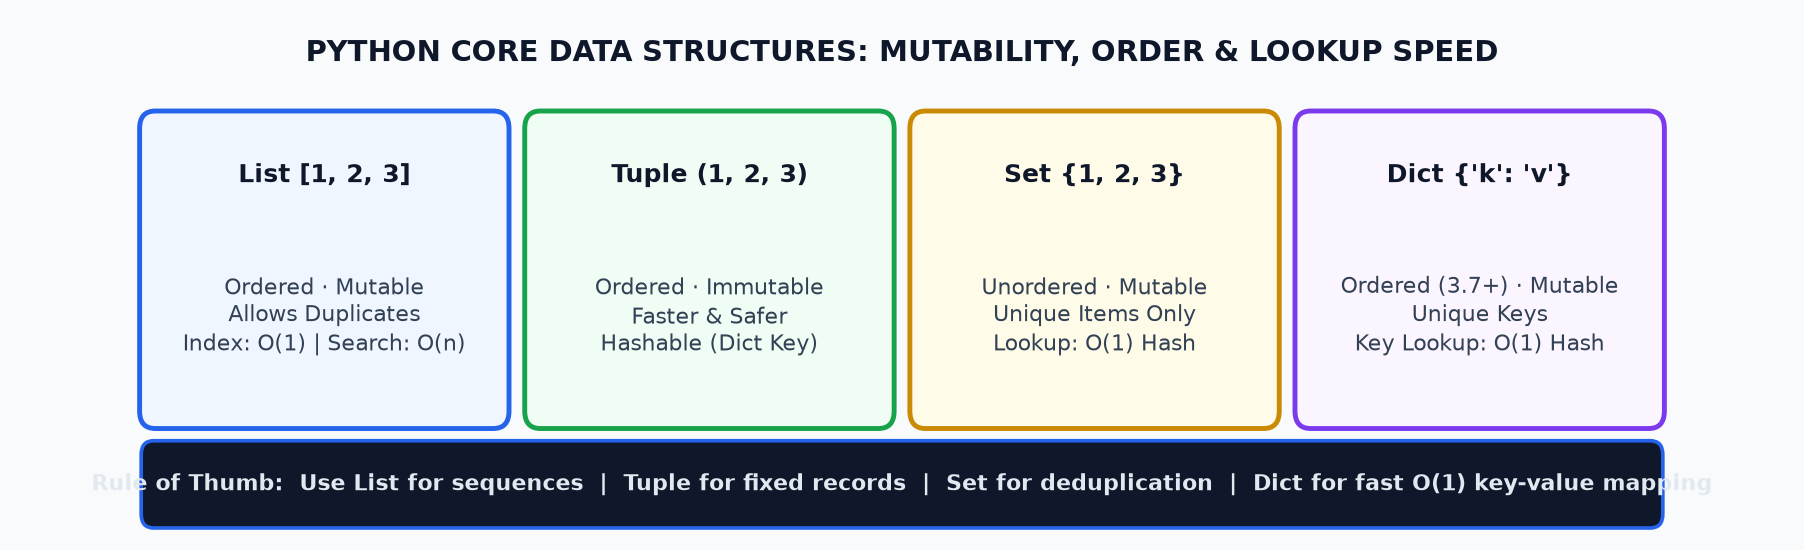 PYTHON CORE DATA STRUCTURES: MUTABILITY, ORDER & LOOKUP SPEED
List [1, 2, 3]
Ordered · Mutable
Allows Duplicates
Index: O(1) | Search: O(n)
Tuple (1, 2, 3)
Ordered · Immutable
Faster & Safer
Hashable (Dict Key)
Set {1, 2, 3}
Unordered · Mutable
Unique Items Only
Lookup: O(1) Hash
Dict {'k': 'v'}
Ordered (3.7+) · Mutable
Unique Keys
Key Lookup: O(1) Hash
Rule of Thumb: Use List for sequences | Tuple for fixed records | Set for deduplication | Dict for fast O(1) key-value mapping